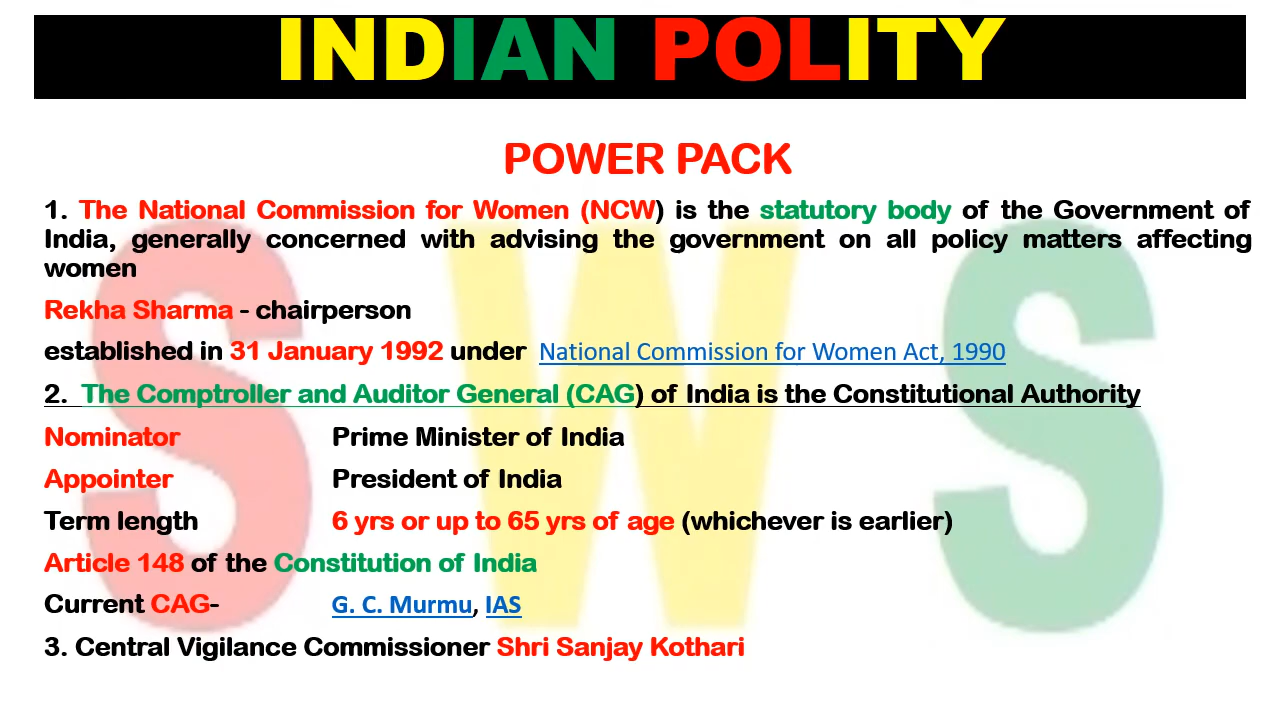 INDIAN POLITY
POWER PACK
1. The National Commission for Women (NCW) is the statutory body of the Government of
India, generally concerned with advising the government on all policy matters affecting
women
Rekha Sharma - chairperson
established in 31 January 1992 under National Commission for Women Act, 1990
2. The Comptroller and Auditor General (CAG) of India is the Constitutional Authority
Nominator Prime Minister of India
Appointer President of India
Term length 6 yrs or up to 65 yrs of age (whichever is earlier)
Article 148 of the Constitution of India
Current CAG- G. C. Murmu, IAS
3. Central Vigilance Commissioner Shri Sanjay Kothari
SWS